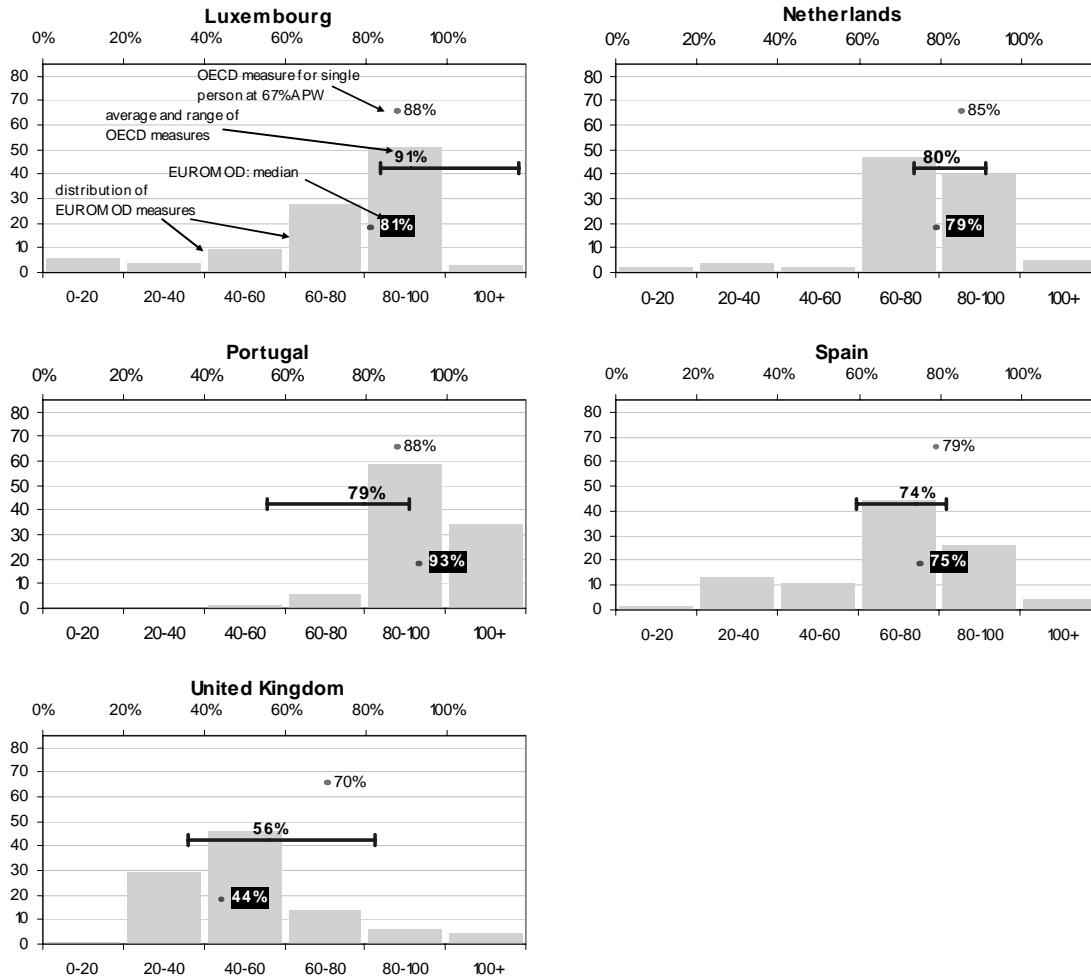 Luxembourg
0% 20% 40% 60% 80% 100%
80
70
60
50
40
30
20
10
0
OECD measure for single
person at 67%APW
88%
average and range of
OECD measures
91%
EUROMOD: median
distribution of
EUROMOD measures
81%
0-20 20-40 40-60 60-80 80-100 100+
Netherlands
0% 20% 40% 60% 80% 100%
80
70
60
50
40
30
20
10
0
85%
80%
79%
0-20 20-40 40-60 60-80 80-100 100+
Portugal
0% 20% 40% 60% 80% 100%
80
70
60
50
40
30
20
10
0
88%
79%
93%
0-20 20-40 40-60 60-80 80-100 100+
Spain
0% 20% 40% 60% 80% 100%
80
70
60
50
40
30
20
10
0
79%
74%
75%
0-20 20-40 40-60 60-80 80-100 100+
United Kingdom
0% 20% 40% 60% 80% 100%
80
70
60
50
40
30
20
10
0
70%
56%
44%
0-20 20-40 40-60 60-80 80-100 100+